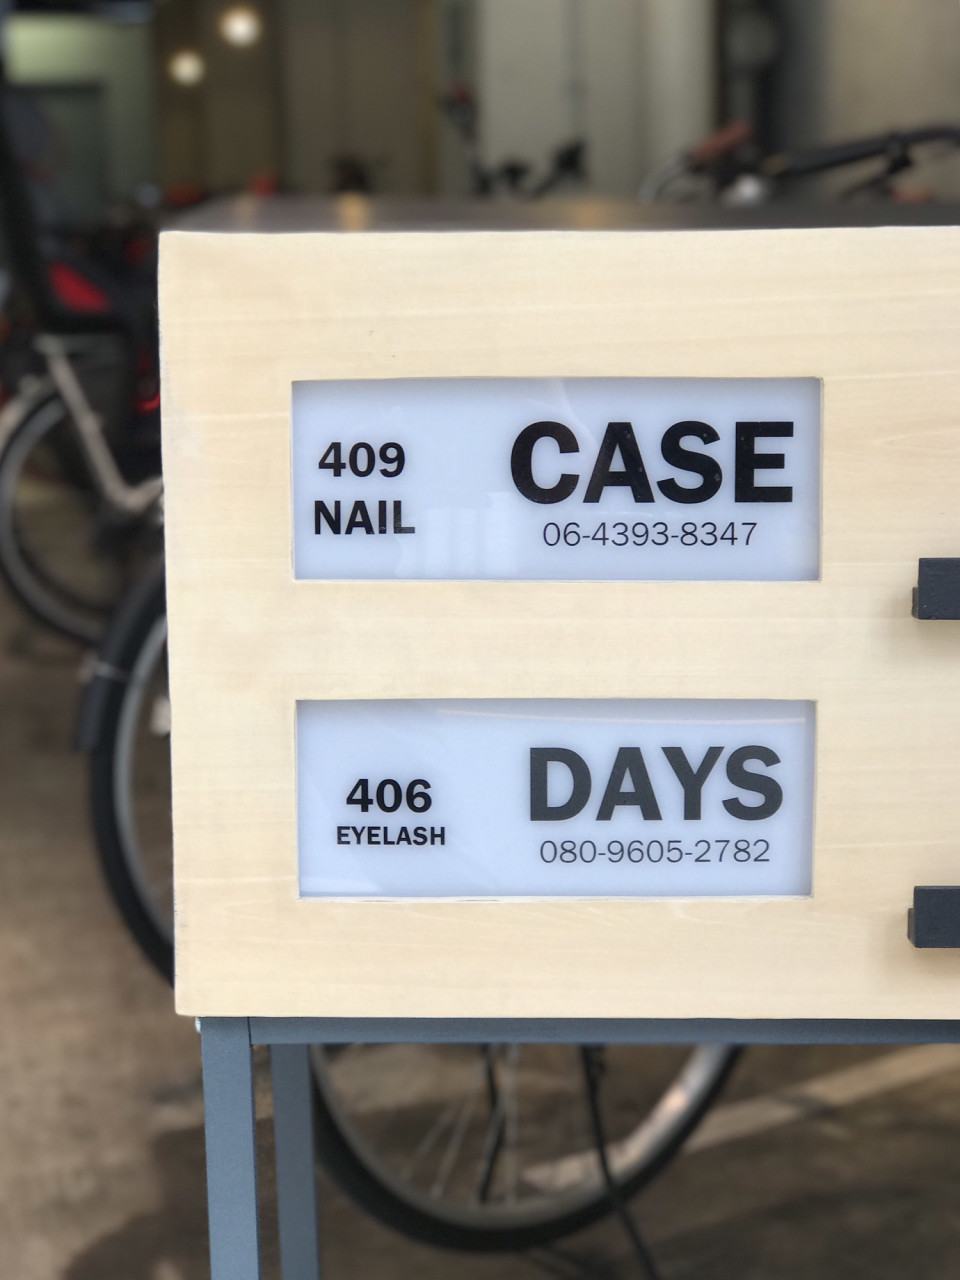 409
NAIL
CASE
06-4393-8347
406
EYELASH
DAYS
080-9605-2782